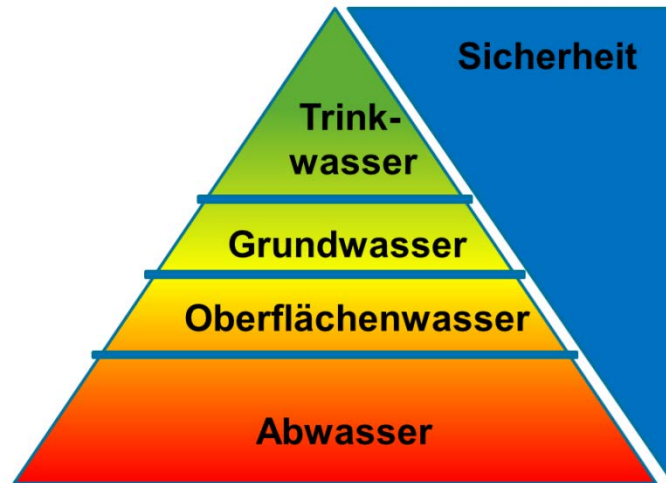 Sicherheit
Trink-
wasser
Grundwasser
Oberflächenwasser
Abwasser